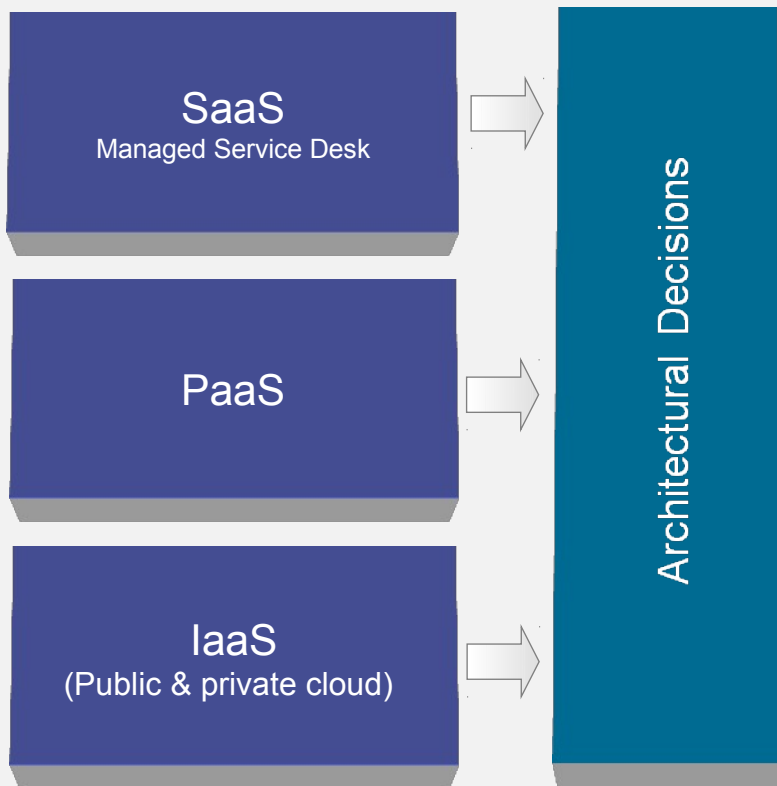 SaaS
Managed Service Desk
PaaS
IaaS
(Public & private cloud)
Architectural Decisions